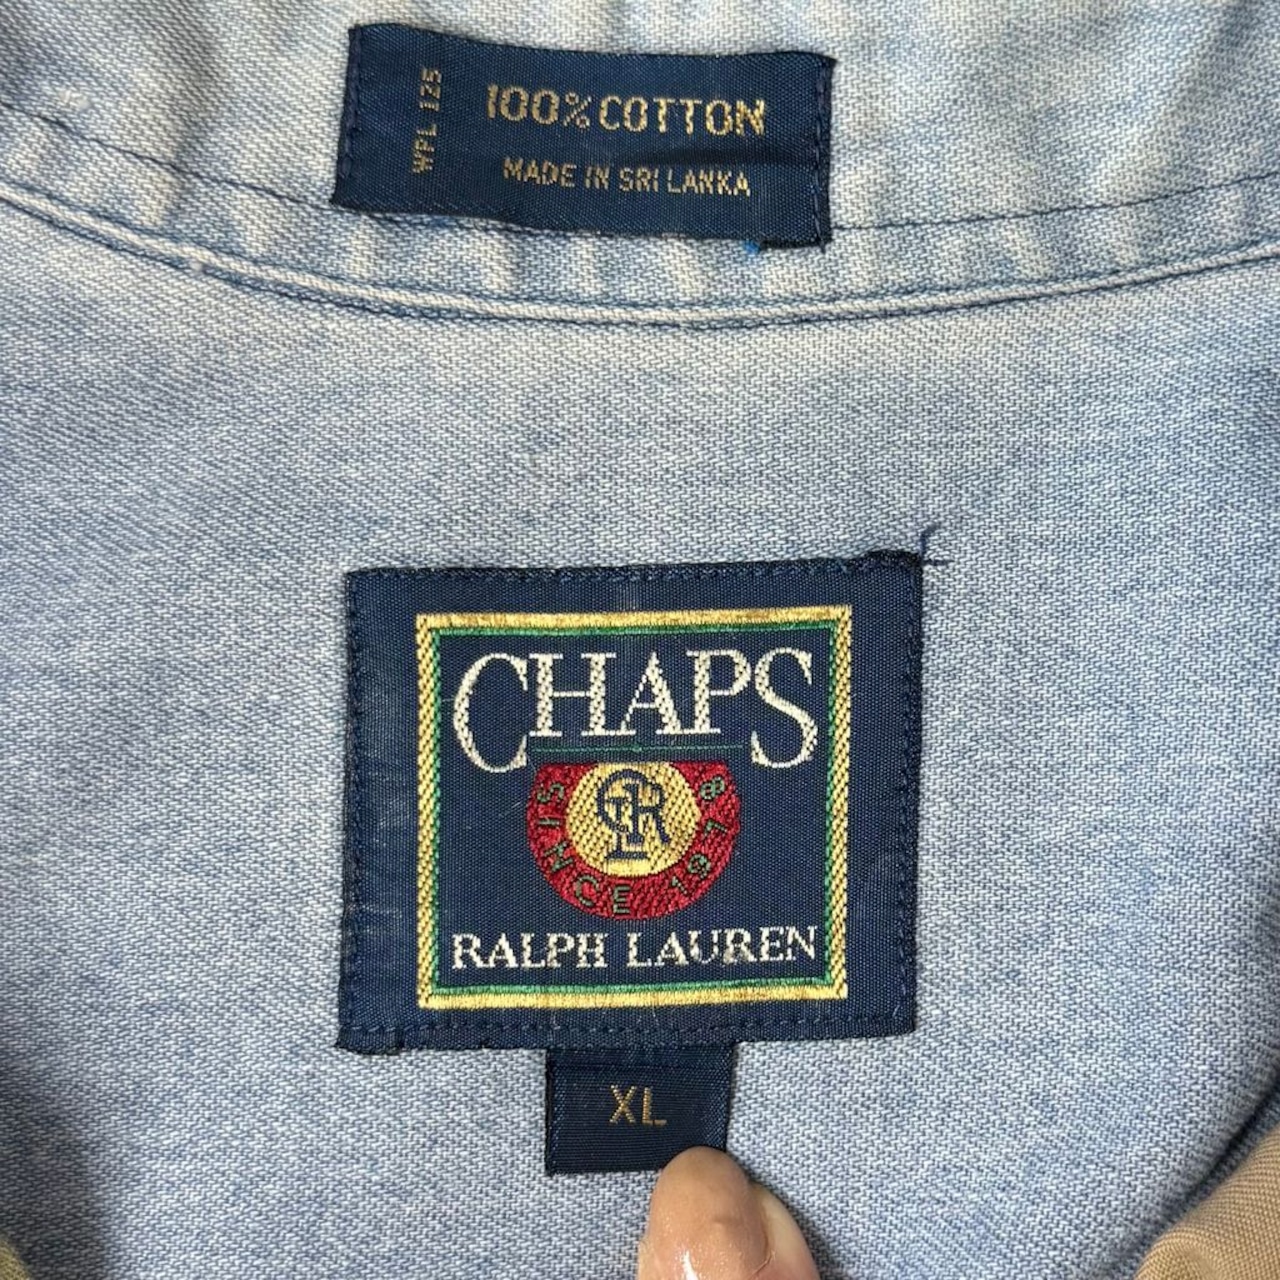 WPL 125
100% COTTON
MADE IN SRI LANKA
CHAPS
SINCE 1978
RALPH LAUREN
XL